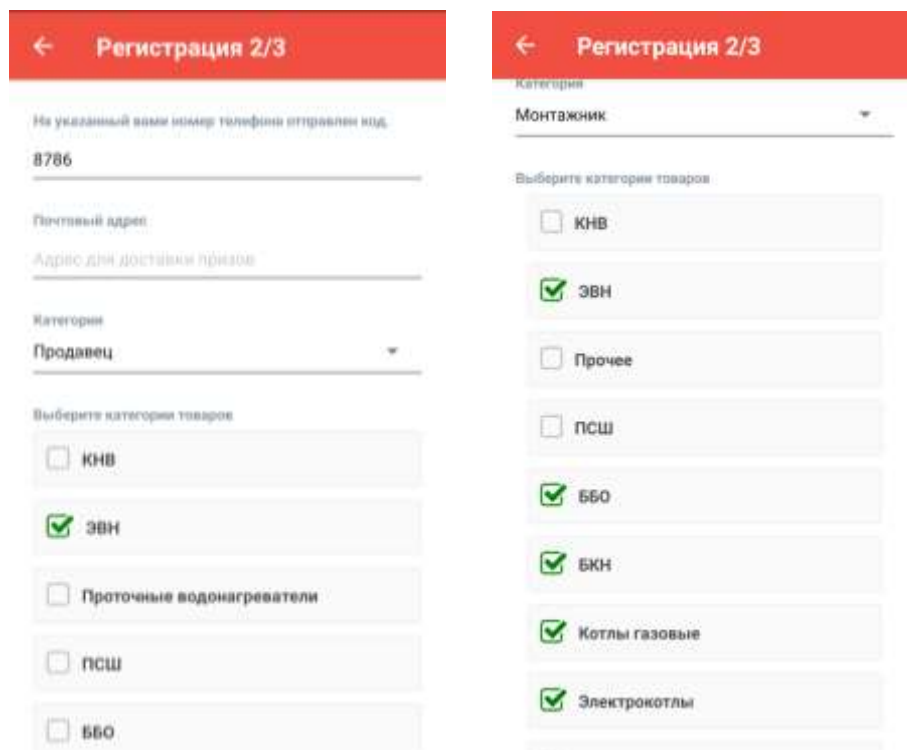 Регистрация 2/3
На указанный вами номер телефона отправлен код.
8786
Почтовый адрес
Адрес для доставки призов
Категория
Продавец
Выберите категории товаров
КНВ
ЭВН
Проточные водонагреватели
ПСШ
ББО
Регистрация 2/3
Категория
Монтажник
Выберите категории товаров
КНВ
ЭВН
Прочее
ПСШ
ББО
БКН
Котлы газовые
Электрокотлы